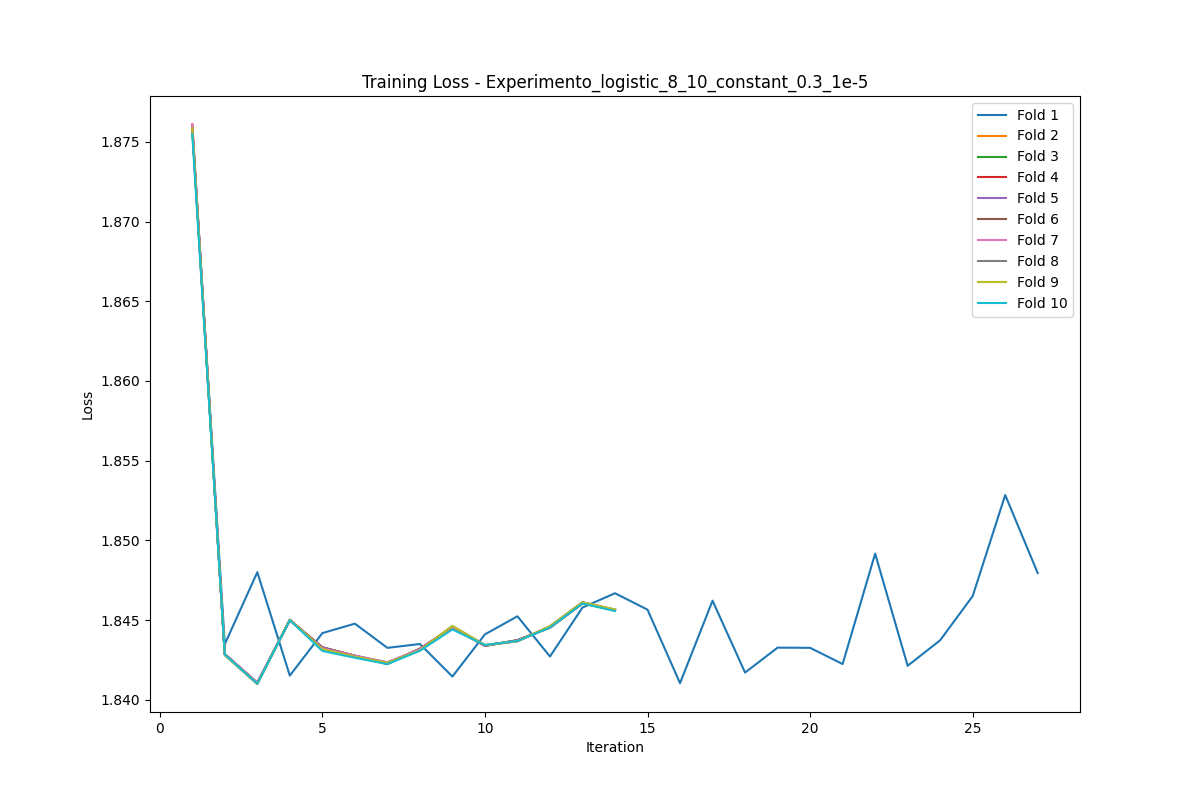 Training Loss - Experimento_logistic_8_10_constant_0.3_1e-5
Fold 1
Fold 2
Fold 3
Fold 4
Fold 5
Fold 6
Fold 7
Fold 8
Fold 9
Fold 10
1.875
1.870
1.865
1.860
1.855
1.850
1.845
1.840
Loss
0 5 10 15 20 25
Iteration